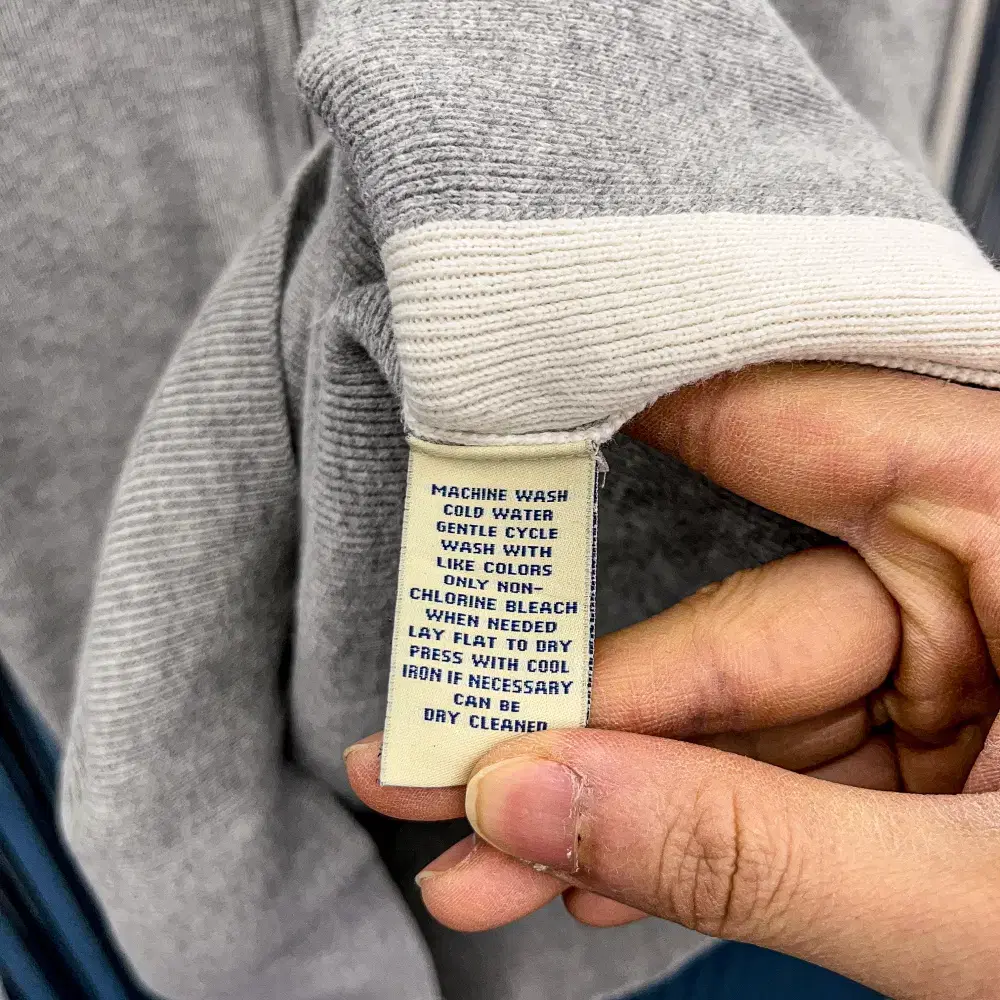 MACHINE WASH
COLD WATER
GENTLE CYCLE
WASH WITH
LIKE COLORS
ONLY NON-
CHLORINE BLEACH
WHEN NEEDED
LAY FLAT TO DRY
PRESS WITH COOL
IRON IF NECESSARY
CAN BE
DRY CLEANED